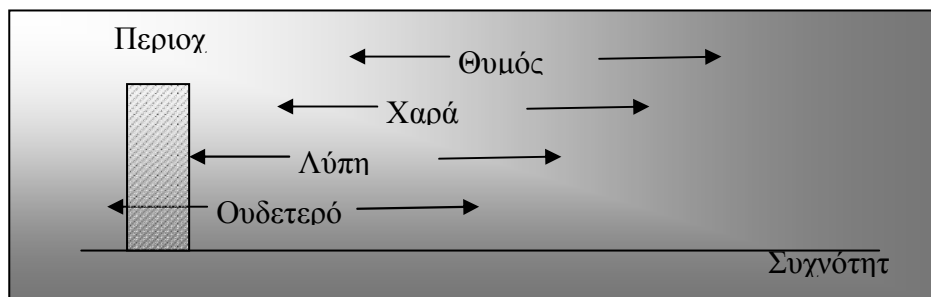 Περιοχ
Θυμός
Χαρά
Λύπη
Ουδετερό
Συχνότητ